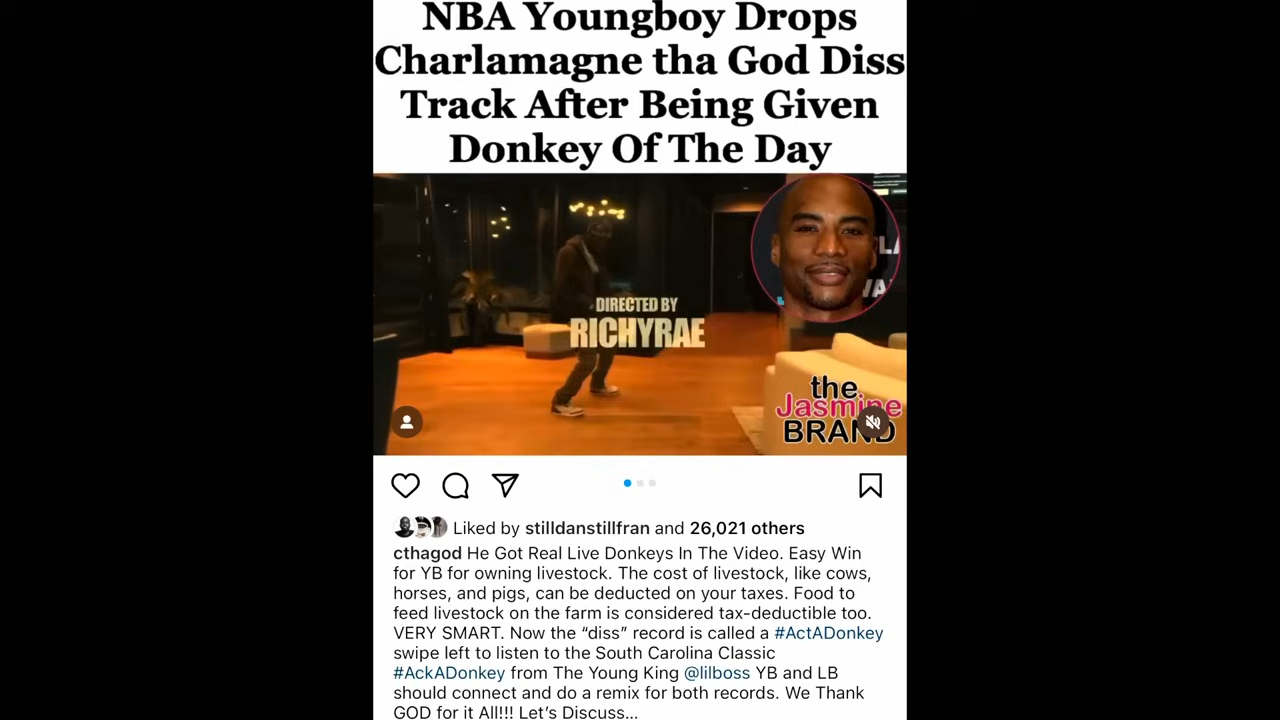 NBA Youngboy Drops
Charlamagne tha God Diss
Track After Being Given
Donkey Of The Day
DIRECTED BY
RICHYRAE
the
Jasmine
BRAND
Liked by stilldanstillfran and 26,021 others
cthagod He Got Real Live Donkeys In The Video. Easy Win
for YB for owning livestock. The cost of livestock, like cows,
horses, and pigs, can be deducted on your taxes. Food to
feed livestock on the farm is considered tax-deductible too.
VERY SMART. Now the “diss” record is called a #ActADonkey
swipe left to listen to the South Carolina Classic
#AckADonkey from The Young King @lilboss YB and LB
should connect and do a remix for both records. We Thank
GOD for it All!!! Let’s Discuss...